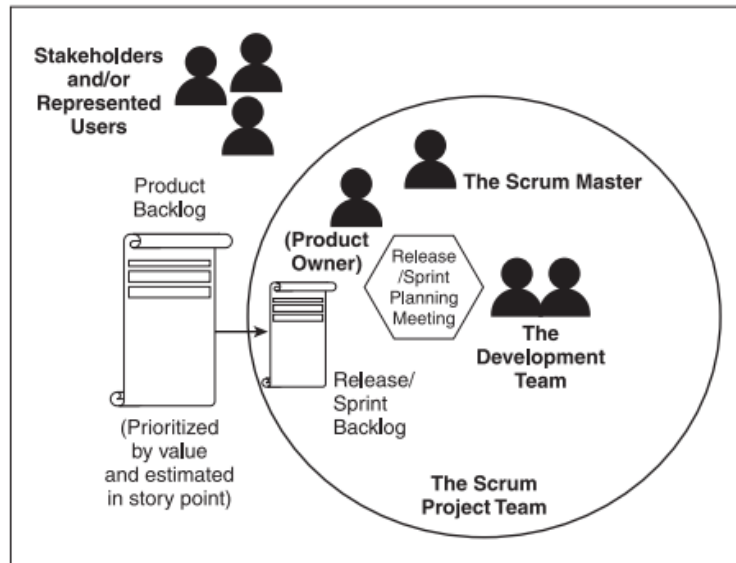 Stakeholders
and/or
Represented
Users
Product
Backlog
(Prioritized
by value
and estimated
in story point)
The Scrum Master
(Product
Owner)
Release
/Sprint
Planning
Meeting
The
Development
Team
Release/
Sprint
Backlog
The Scrum
Project Team